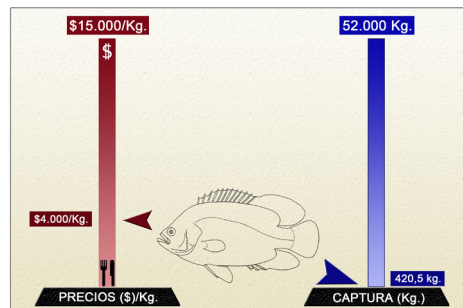 $15.000/Kg.
52.000 Kg.
$
$4.000/Kg.
420,5 kg.
PRECIOS ($)/Kg.
CAPTURA (Kg.)